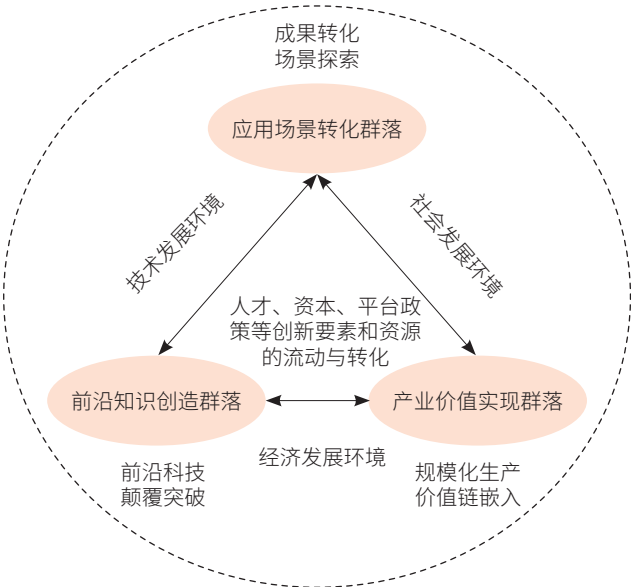 成果转化
场景探索
应用场景转化群落
技术发展环境
社会发展环境
人才、资本、平台政
策等创新要素和资源
的流动与转化
前沿知识创造群落
产业价值实现群落
经济发展环境
前沿科技
颠覆突破
规模化生产
价值链嵌入